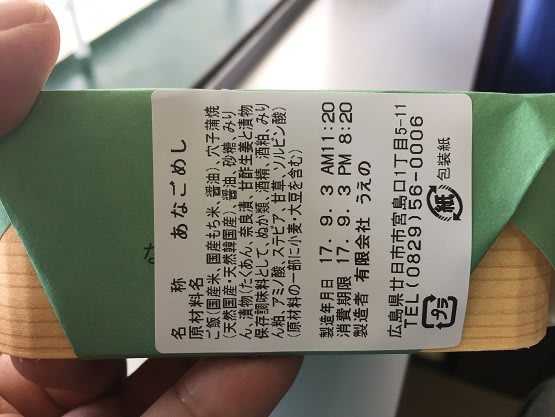 名　称　あなごめし
原材料名
ご飯(国産米、国産もち米、醤油)、穴子蒲焼
(天然国産・天然韓国産)、醤油、砂糖、みり
ん、漬物(たくあん、奈良漬、甘酢生姜と漬物
保存調味料として、ぬか類、酒精、酒粕、みり
ん粕、アミノ酸、ステビア、甘草、ソルビン酸)
(原材料の一部に小麦・大豆を含む)
製造年月日 17. 9. 3 AM11:20
消費期限 17. 9. 3 PM 8:20
製造者 有限会社 うえの
広島県廿日市市宮島口1丁目5-11
TEL (0829)56-0006
プラ
紙 包装紙